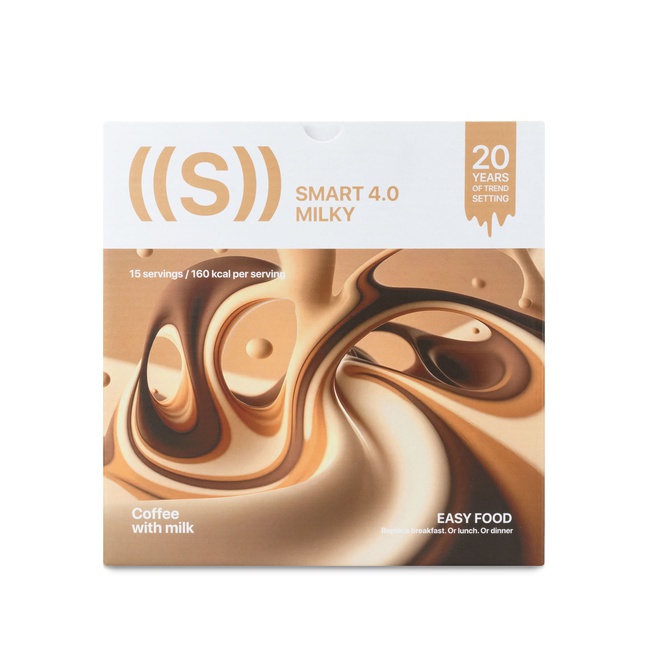 ((S))
SMART 4.0
MILKY
20
YEARS
OF TREND
SETTING
15 servings / 160 kcal per serving
Coffee
with milk
EASY FOOD
breakfast. Or lunch. Or dinner